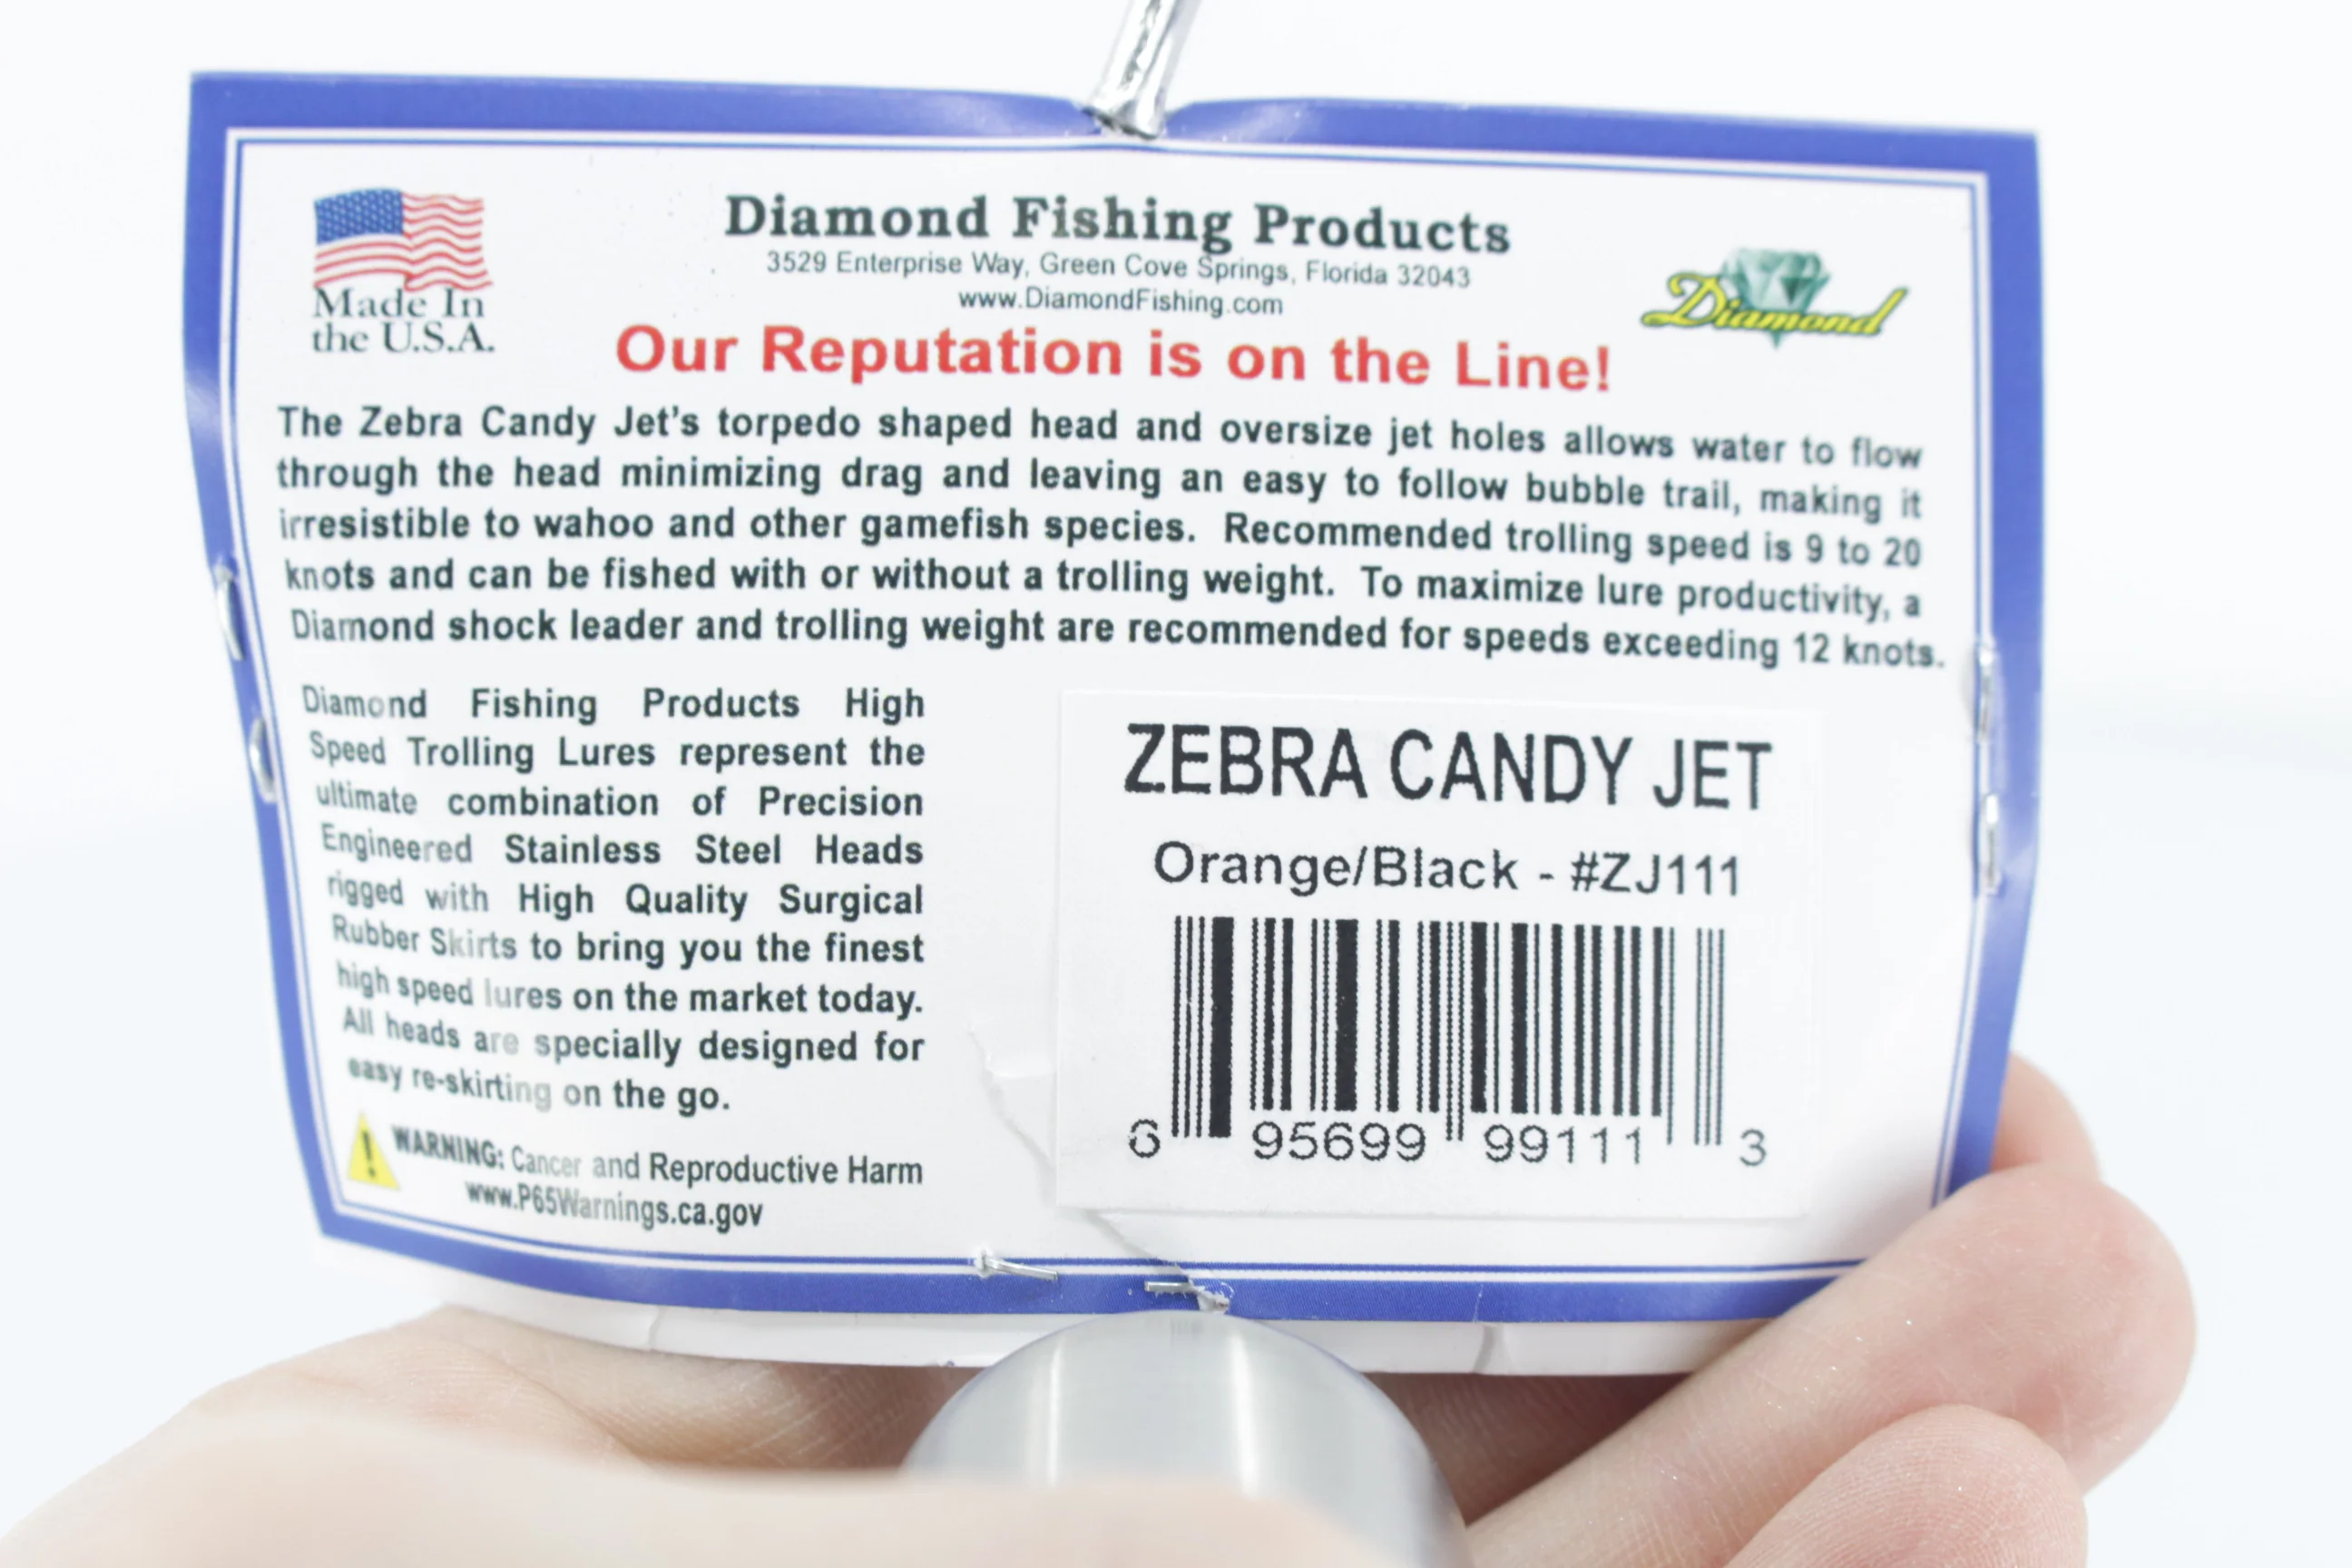 Made In
the U.S.A.
Diamond Fishing Products
3529 Enterprise Way, Green Cove Springs, Florida 32043
www.DiamondFishing.com
Our Reputation is on the Line!
Diamond
The Zebra Candy Jet's torpedo shaped head and oversize jet holes allows water to flow
through the head minimizing drag and leaving an easy to follow bubble trail, making it
irresistible to wahoo and other gamefish species. Recommended trolling speed is 9 to 20
knots and can be fished with or without a trolling weight. To maximize lure productivity, a
Diamond shock leader and trolling weight are recommended for speeds exceeding 12 knots.
Diamond Fishing Products High
Speed Trolling Lures represent the
ultimate combination of Precision
Engineered Stainless Steel Heads
rigged with High Quality Surgical
Rubber Skirts to bring you the finest
high speed lures on the market today.
All heads are specially designed for
easy re-skirting on the go.
WARNING: Cancer and Reproductive Harm
www.P65Warnings.ca.gov
ZEBRA CANDY JET
Orange/Black - #ZJ111
6 95699 99111 3